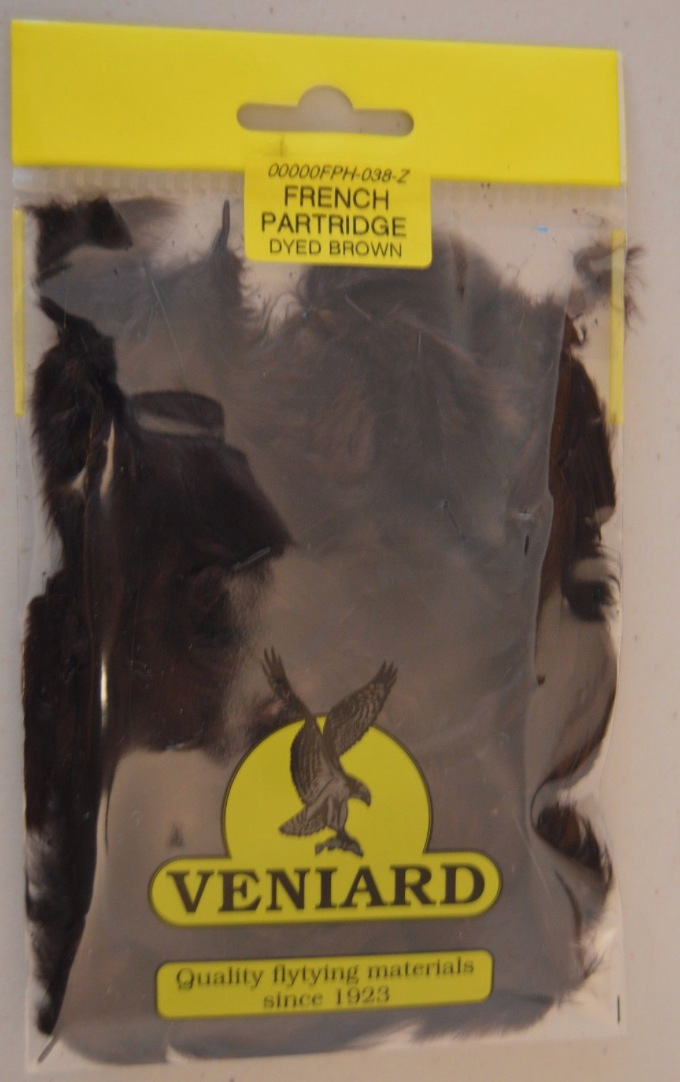 00000FPH-038-Z
FRENCH
PARTRIDGE
DYED BROWN
VENIARD
Quality flytying materials
since 1923